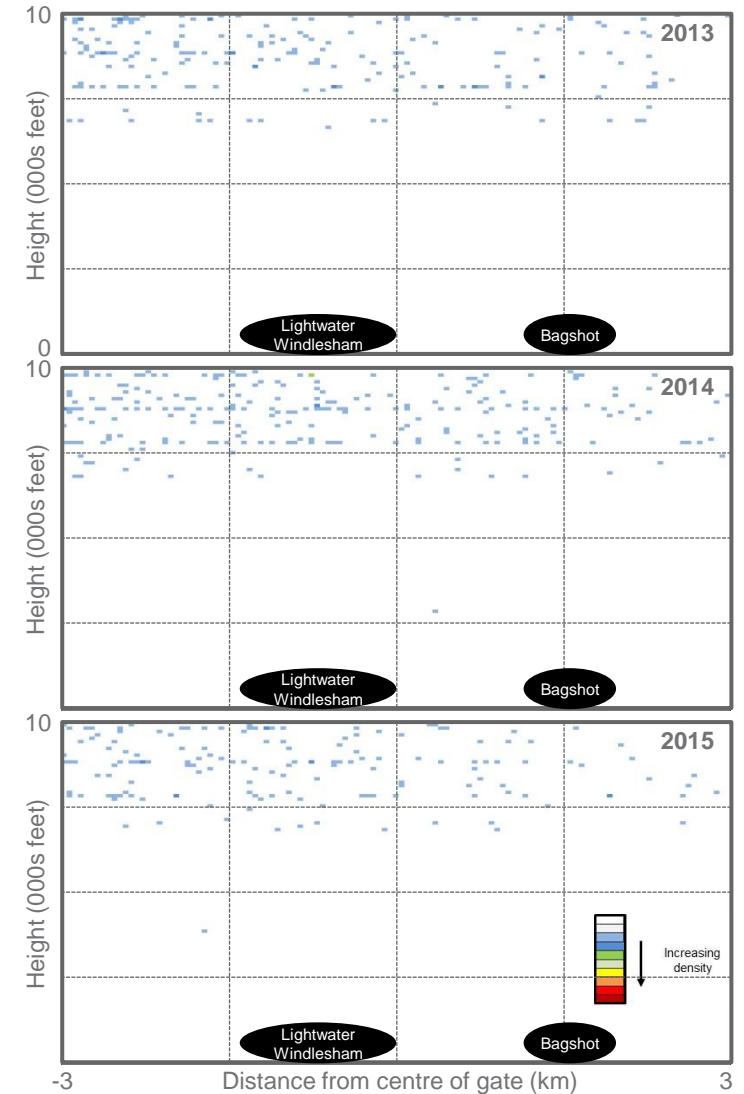 10
2013
Height (000s feet)
0
Lightwater
Windlesham
Bagshot
10
2014
Height (000s feet)
Lightwater
Windlesham
Bagshot
10
2015
Height (000s feet)
Increasing
density
Lightwater
Windlesham
Bagshot
-3
Distance from centre of gate (km)
3